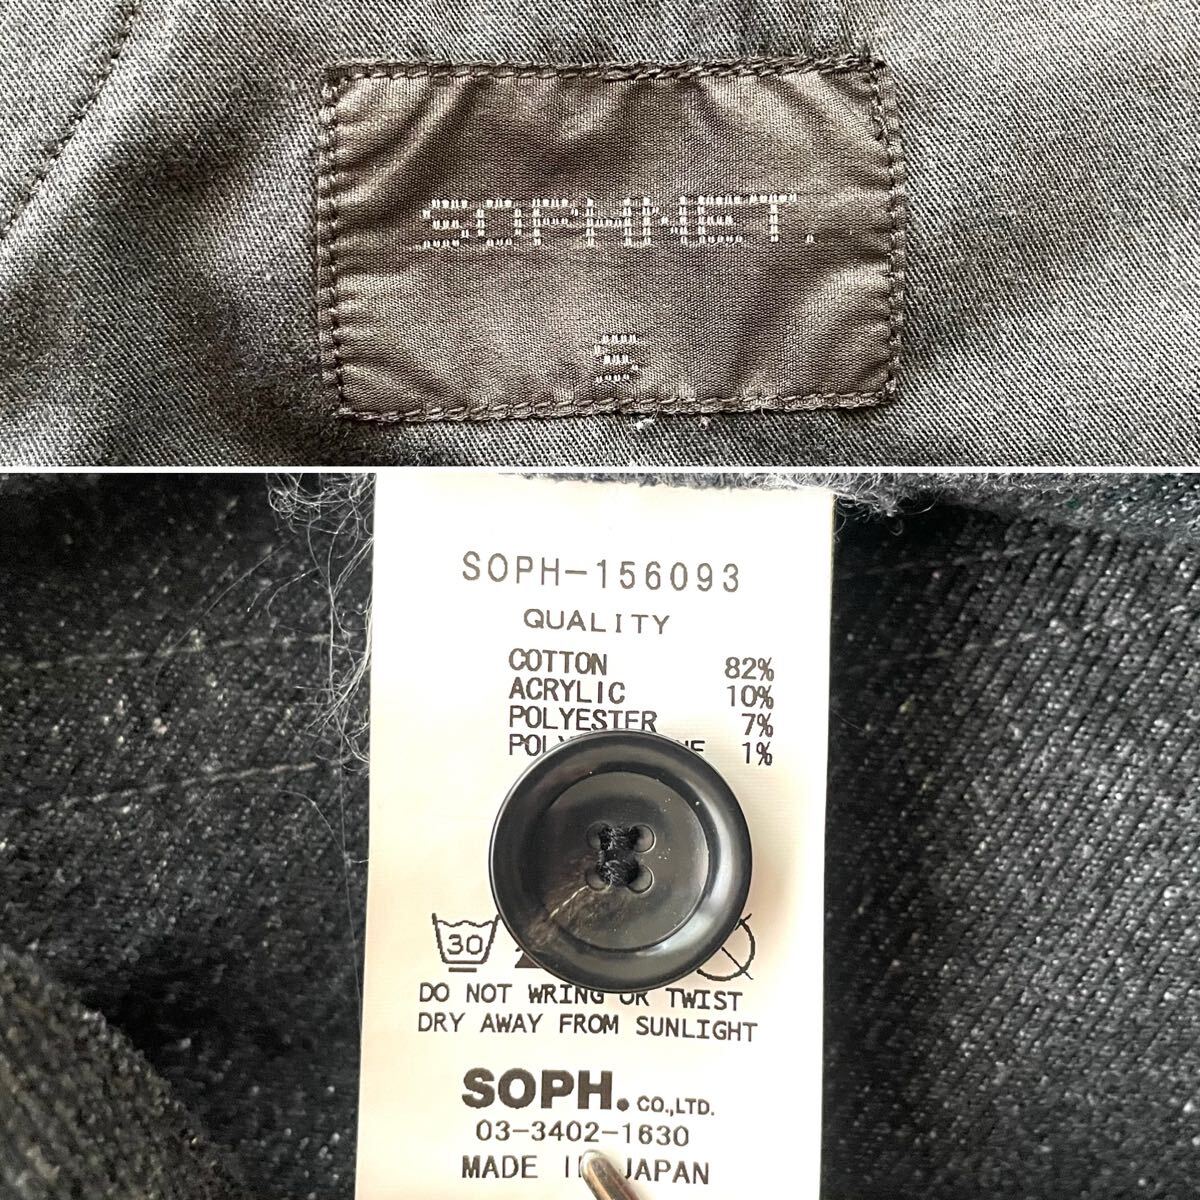 SOPHNET.
S
SOPH-156093
QUALITY
COTTON 82%
ACRYLIC 10%
POLYESTER 7%
1%
30
DO NOT WRING OR TWIST
DRY AWAY FROM SUNLIGHT
SOPH. CO.,LTD.
03-3402-1630
MADE IN JAPAN